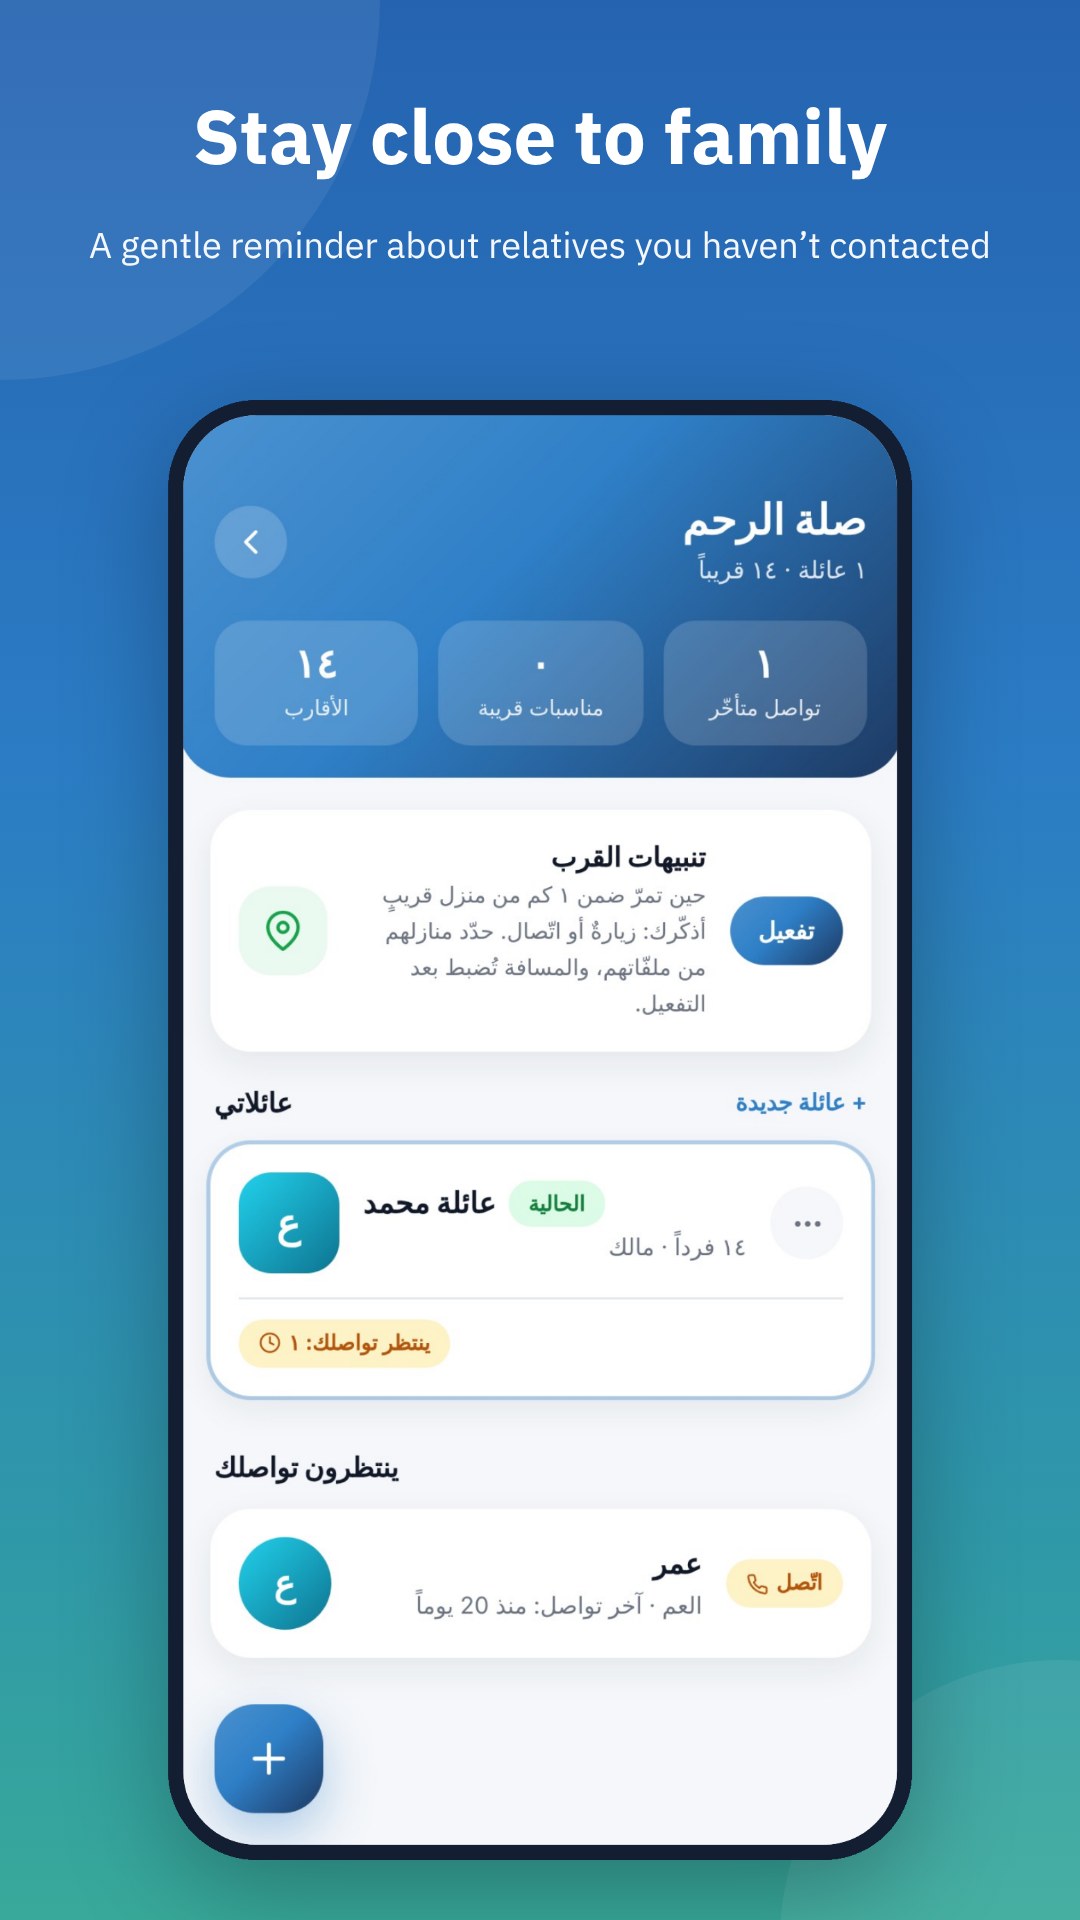 Stay close to family
A gentle reminder about relatives you haven’t contacted
صلة الرحم
١ عائلة · ١٤ قريباً
١
تواصل متأخّر
٠
مناسبات قريبة
١٤
الأقارب
تنبيهات القرب
حين تمرّ ضمن ١ كم من منزل قريبٍ
أذكّرك: زيارةٌ أو اتّصال. حدّد منازلهم
من ملفّاتهم، والمسافة تُضبط بعد
التفعيل.
تفعيل
+ عائلة جديدة
عائلاتي
ع
عائلة محمد
الحالية
١٤ فرداً · مالك
ينتظر تواصلك: ١
ينتظرون تواصلك
ع
عمر
العم · آخر تواصل: منذ 20 يوماً
اتّصل